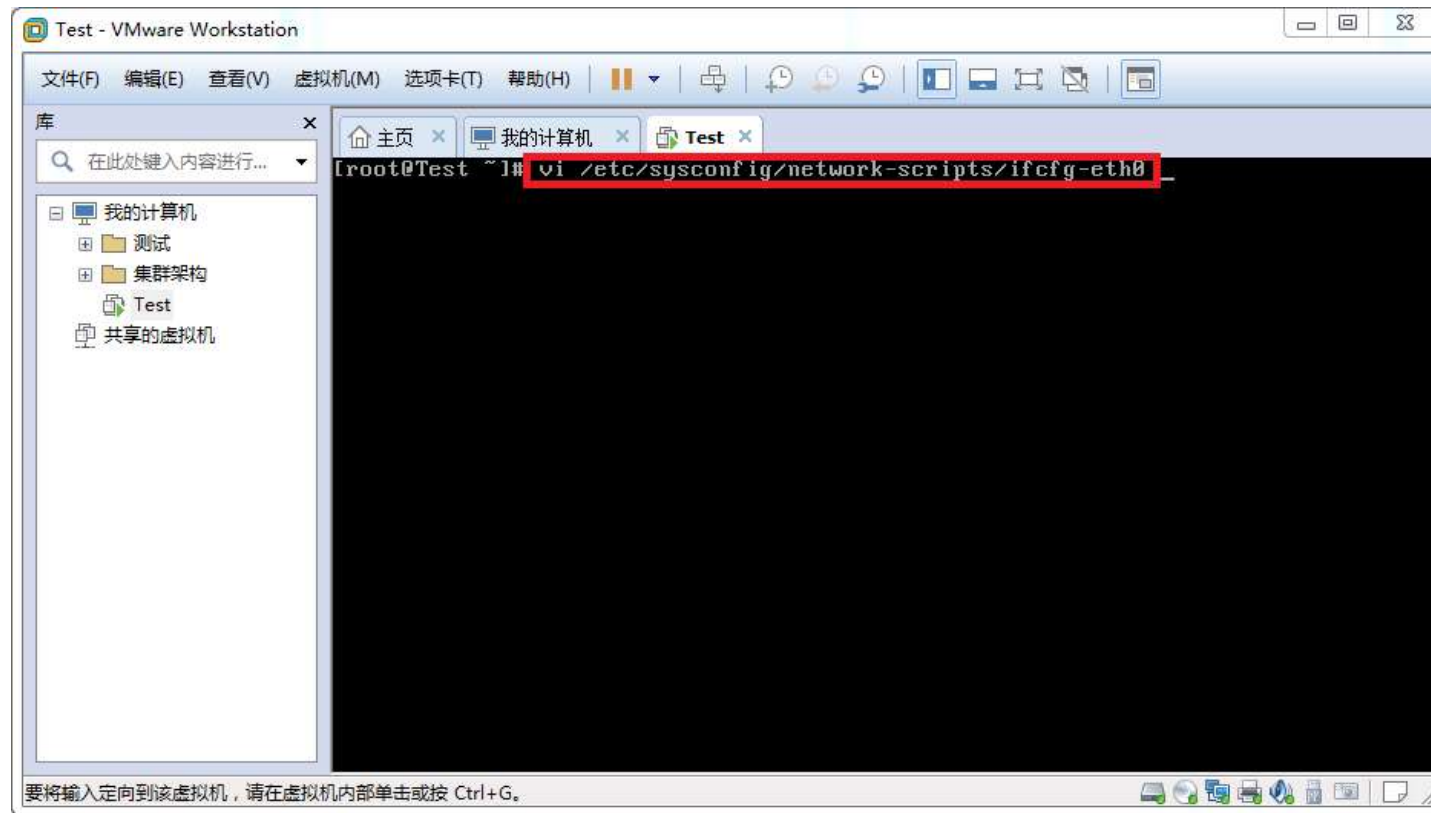 Test - VMware Workstation
文件(F) 编辑(E) 查看(V) 虚拟机(M) 选项卡(T) 帮助(H)
库
在此处键入内容进行...
我的计算机
测试
集群架构
Test
共享的虚拟机
主页 我的计算机 Test
[root@Test ~]# vi /etc/sysconfig/network-scripts/ifcfg-eth0 _
要将输入定向到该虚拟机，请在虚拟机内部单击或按 Ctrl+G。